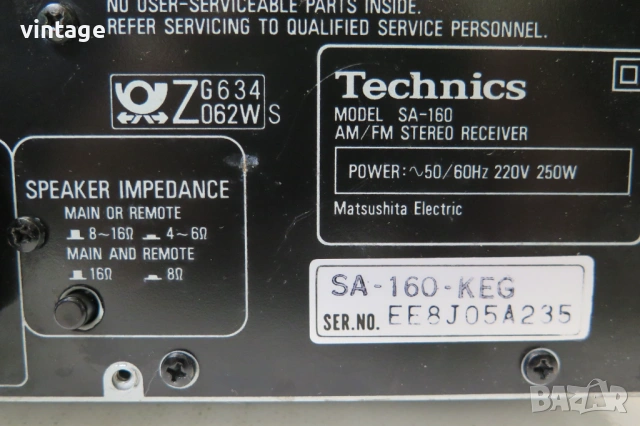 NO USER-SERVICEABLE PARTS INSIDE.
REFER SERVICING TO QUALIFIED SERVICE PERSONNEL.
vintage
Z G634
062W S
Technics
MODEL SA-160
AM/FM STEREO RECEIVER
POWER:∿50/60Hz 220V 250W
Matsushita Electric
SPEAKER IMPEDANCE
MAIN OR REMOTE
8~16Ω 4~6Ω
MAIN AND REMOTE
16Ω 8Ω
SA-160-KEG
SER.NO. EE8J05A235
BAZAR